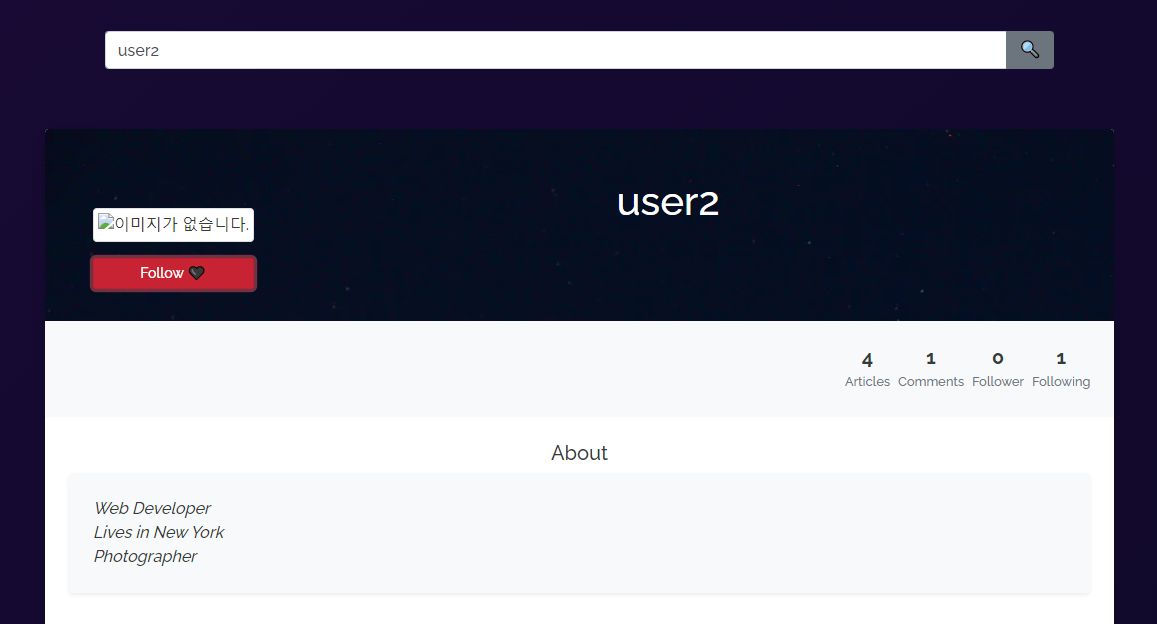 user2
user2
이미지가 없습니다.
Follow
4 1 0 1
Articles Comments Follower Following
About
Web Developer
Lives in New York
Photographer